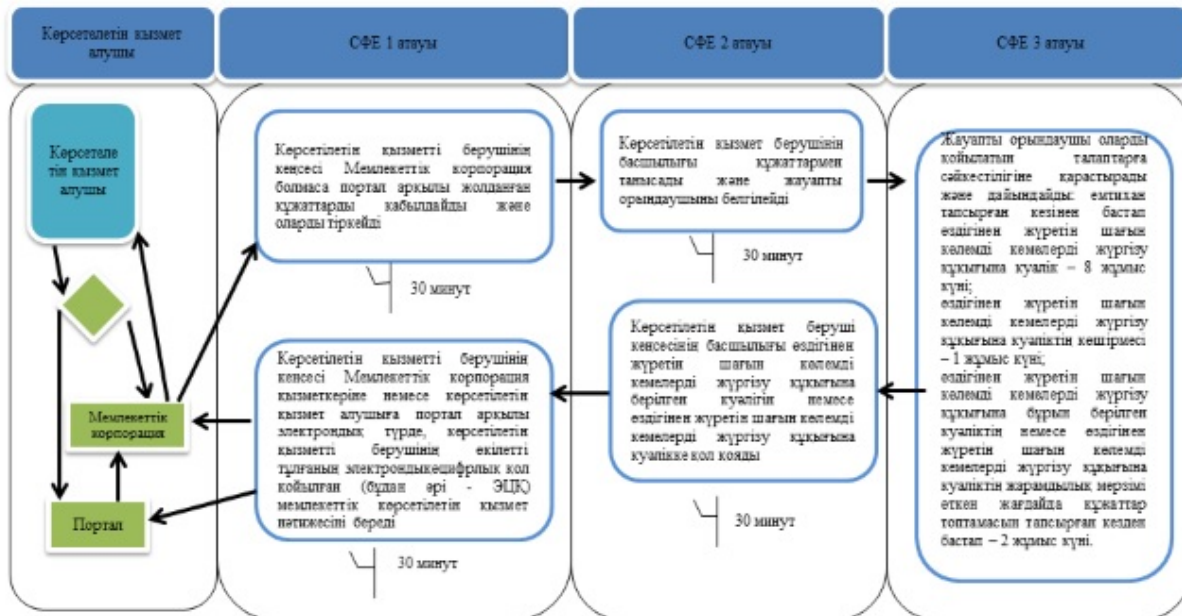 Көрсетелетін қызмет
алушы
СФЕ 1 атауы
СФЕ 2 атауы
СФЕ 3 атауы
Көрсетеле
тін қызмет
алушы
Мемлекеттік
корпорация
Портал
Көрсетілетін қызметті берушінің
кеңсесі Мемлекеттік корпорация
болмаса портал арқылы жолданған
құжаттарды қабылдайды және
оларды тіркейді
30 минут
Көрсетілетін қызмет берушінің
басшылығы құжаттармен
танысады және жауапты
орындаушыны белгілейді
30 минут
Жауапты орындаушы оларды
қойылатын талаптарға
сәйкестілігіне қарастырады
және дайындайды: емтихан
тапсырған кезінен бастап
өздігінен жүретін шағын
көлемді кемелерді жүргізу
құқығына куәлік – 8 жұмыс
күні;
өздігінен жүретін шағын
көлемді кемелерді жүргізу
құқығына куәліктің көшірмесі
– 1 жұмыс күні;
өздігінен жүретін шағын
көлемді кемелерді жүргізу
құқығына бұрын берілген
куәліктің немесе өздігінен
жүретін шағын көлемді
кемелерді жүргізу құқығына
куәліктің жарамдылық мерзімі
өткен жағдайда құжаттар
топтамасын тапсырған кезден
бастап – 2 жұмыс күні.
Көрсетілетін қызмет беруші
кеңсесінің басшылығы өздігінен
жүретін шағын көлемді
кемелерді жүргізу құқығына
берілген куәлігін немесе
өздігінен жүретін шағын көлемді
кемелерді жүргізу құқығына
куәлікке қол қояды
30 минут
Көрсетілетін қызметті берушінің
кеңсесі Мемлекеттік корпорация
қызметкеріне немесе көрсетілетін
қызмет алушыға портал арқылы
электрондық түрде, көрсетілетін
қызметті берушінің өкілетті
тұлғаның электрондықцифрлық қол
қойылған (бұдан әрі - ЭЦҚ)
мемлекеттік көрсетілетін қызмет
нәтижесіні береді
30 минут